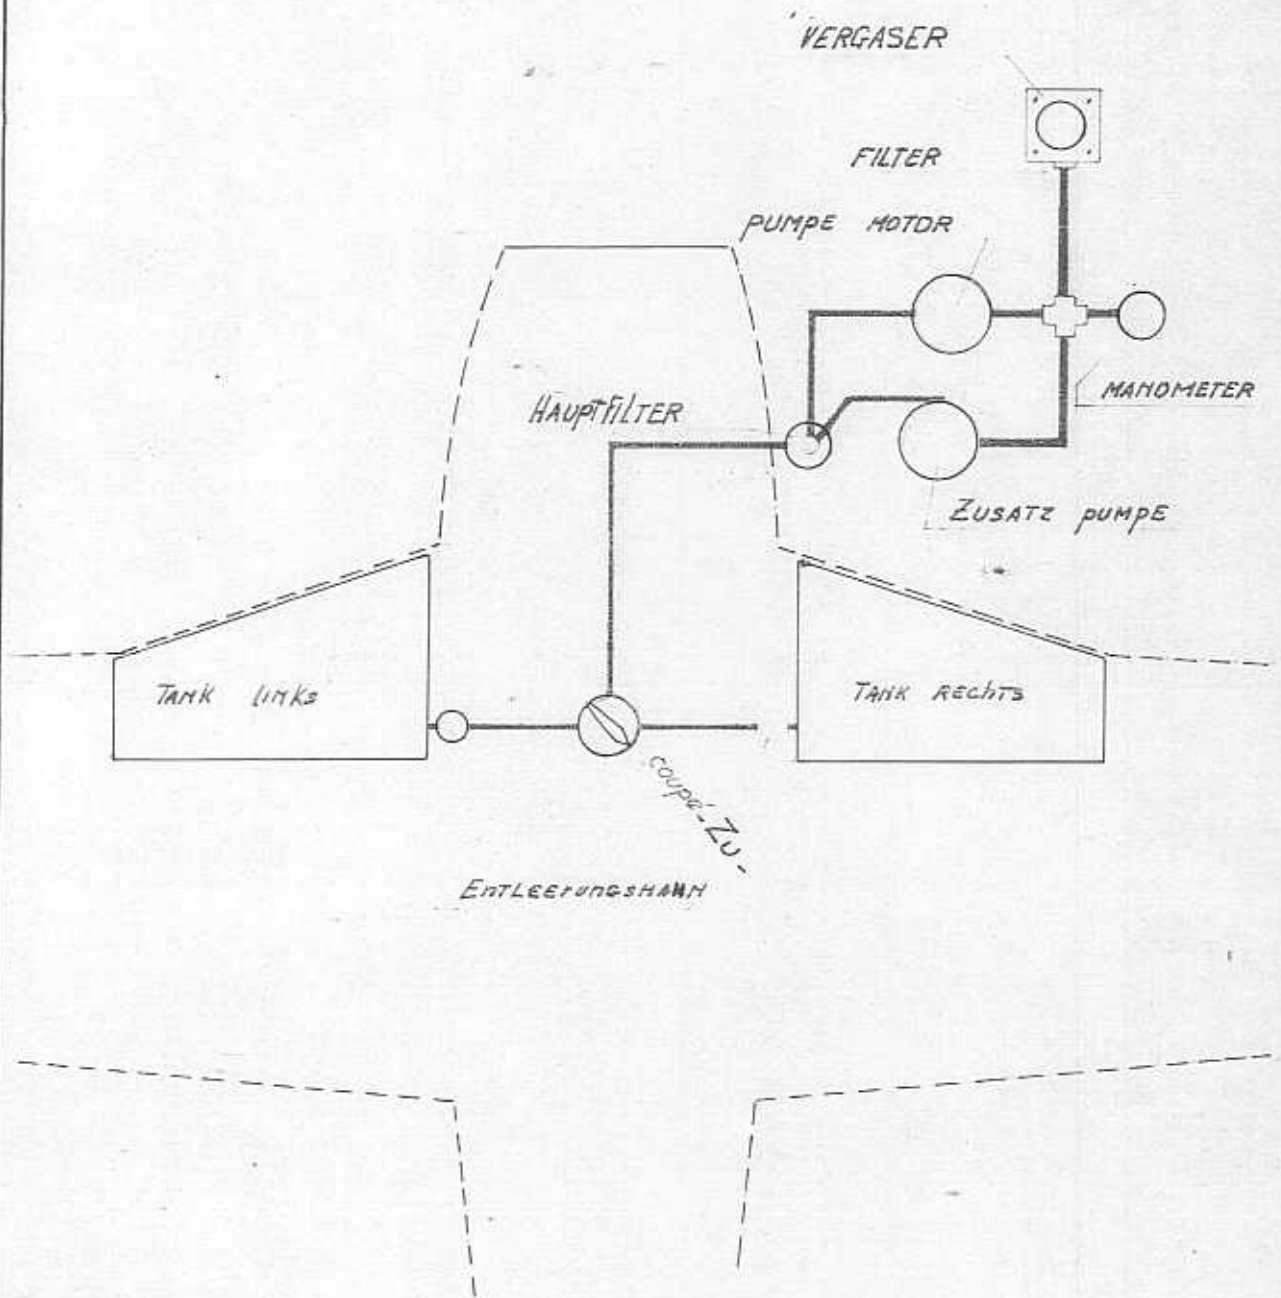 VERGASER
FILTER
PUMPE MOTOR
MANOMETER
HAUPTFILTER
ZUSATZ PUMPE
TANK LINKS
TANK RECHTS
coupé-Zu-
ENTLEERUNGSHAHN